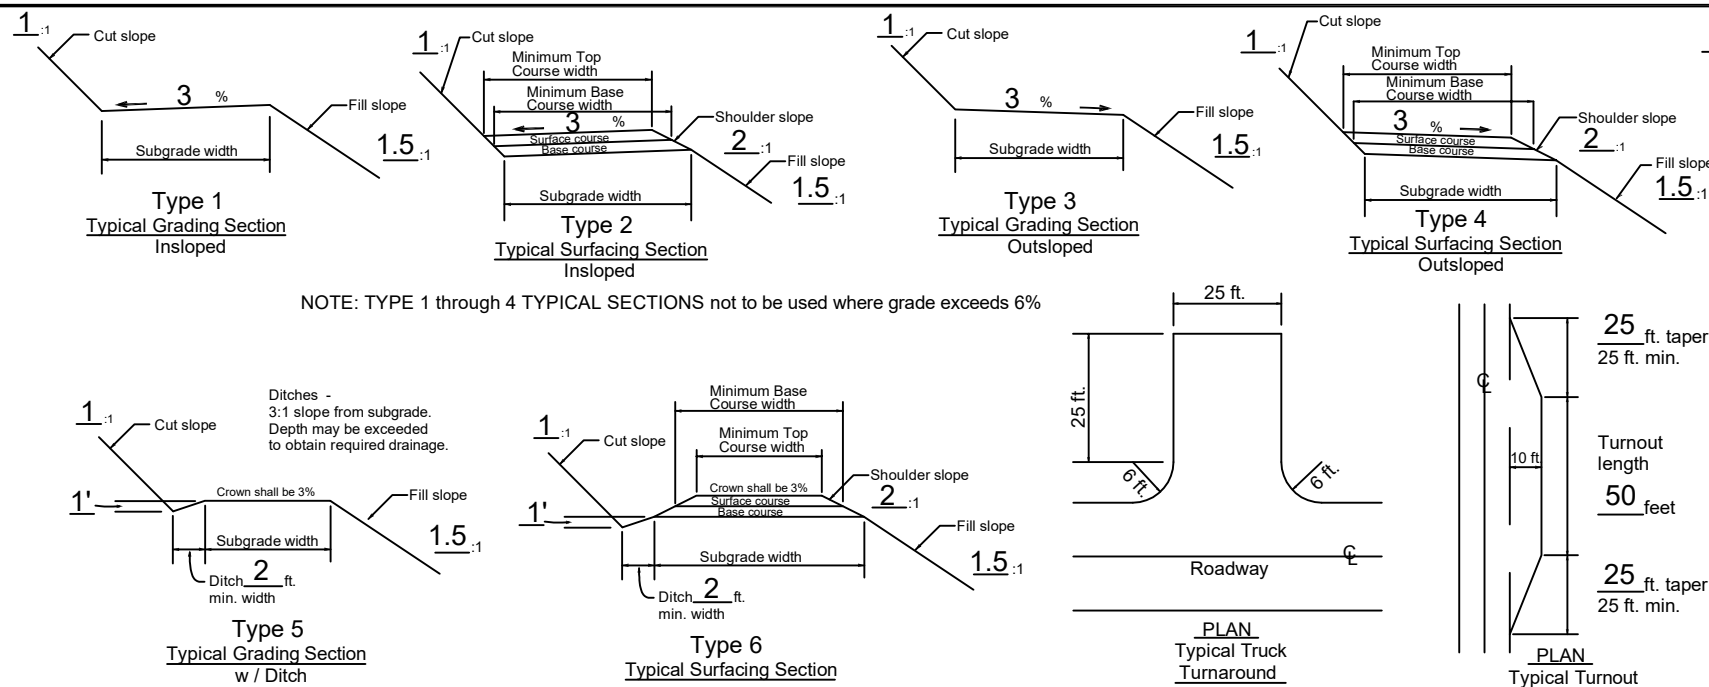 1 :1
Cut slope
3 %
Fill slope
1.5 :1
Subgrade width
Type 1
Typical Grading Section
Insloped
1 :1
Cut slope
Minimum Top
Course width
Minimum Base
Course width
3 %
Surface course
Base course
Shoulder slope
2 :1
Fill slope
1.5 :1
Subgrade width
Type 2
Typical Surfacing Section
Insloped
1 :1
Cut slope
3 %
Fill slope
1.5 :1
Subgrade width
Type 3
Typical Grading Section
Outsloped
1 :1
Cut slope
Minimum Top
Course width
Minimum Base
Course width
3 %
Surface course
Base course
Shoulder slope
2 :1
Fill slope
1.5 :1
Subgrade width
Type 4
Typical Surfacing Section
Outsloped
NOTE: TYPE 1 through 4 TYPICAL SECTIONS not to be used where grade exceeds 6%
1 :1
Cut slope
Ditches -
3:1 slope from subgrade.
Depth may be exceeded
to obtain required drainage.
Crown shall be 3%
1'
Fill slope
1.5 :1
Subgrade width
Ditch 2 ft.
min. width
Type 5
Typical Grading Section
w / Ditch
1 :1
Cut slope
Minimum Base
Course width
Minimum Top
Course width
Crown shall be 3%
Surface course
Base course
Shoulder slope
2 :1
1'
Fill slope
1.5 :1
Subgrade width
Ditch 2 ft.
min. width
Type 6
Typical Surfacing Section
25 ft.
25 ft.
6 ft.
6 ft.
CL
Roadway
PLAN
Typical Truck
Turnaround
CL
25 ft. taper
25 ft. min.
10 ft.
Turnout
length
50 feet
25 ft. taper
25 ft. min.
PLAN
Typical Turnout